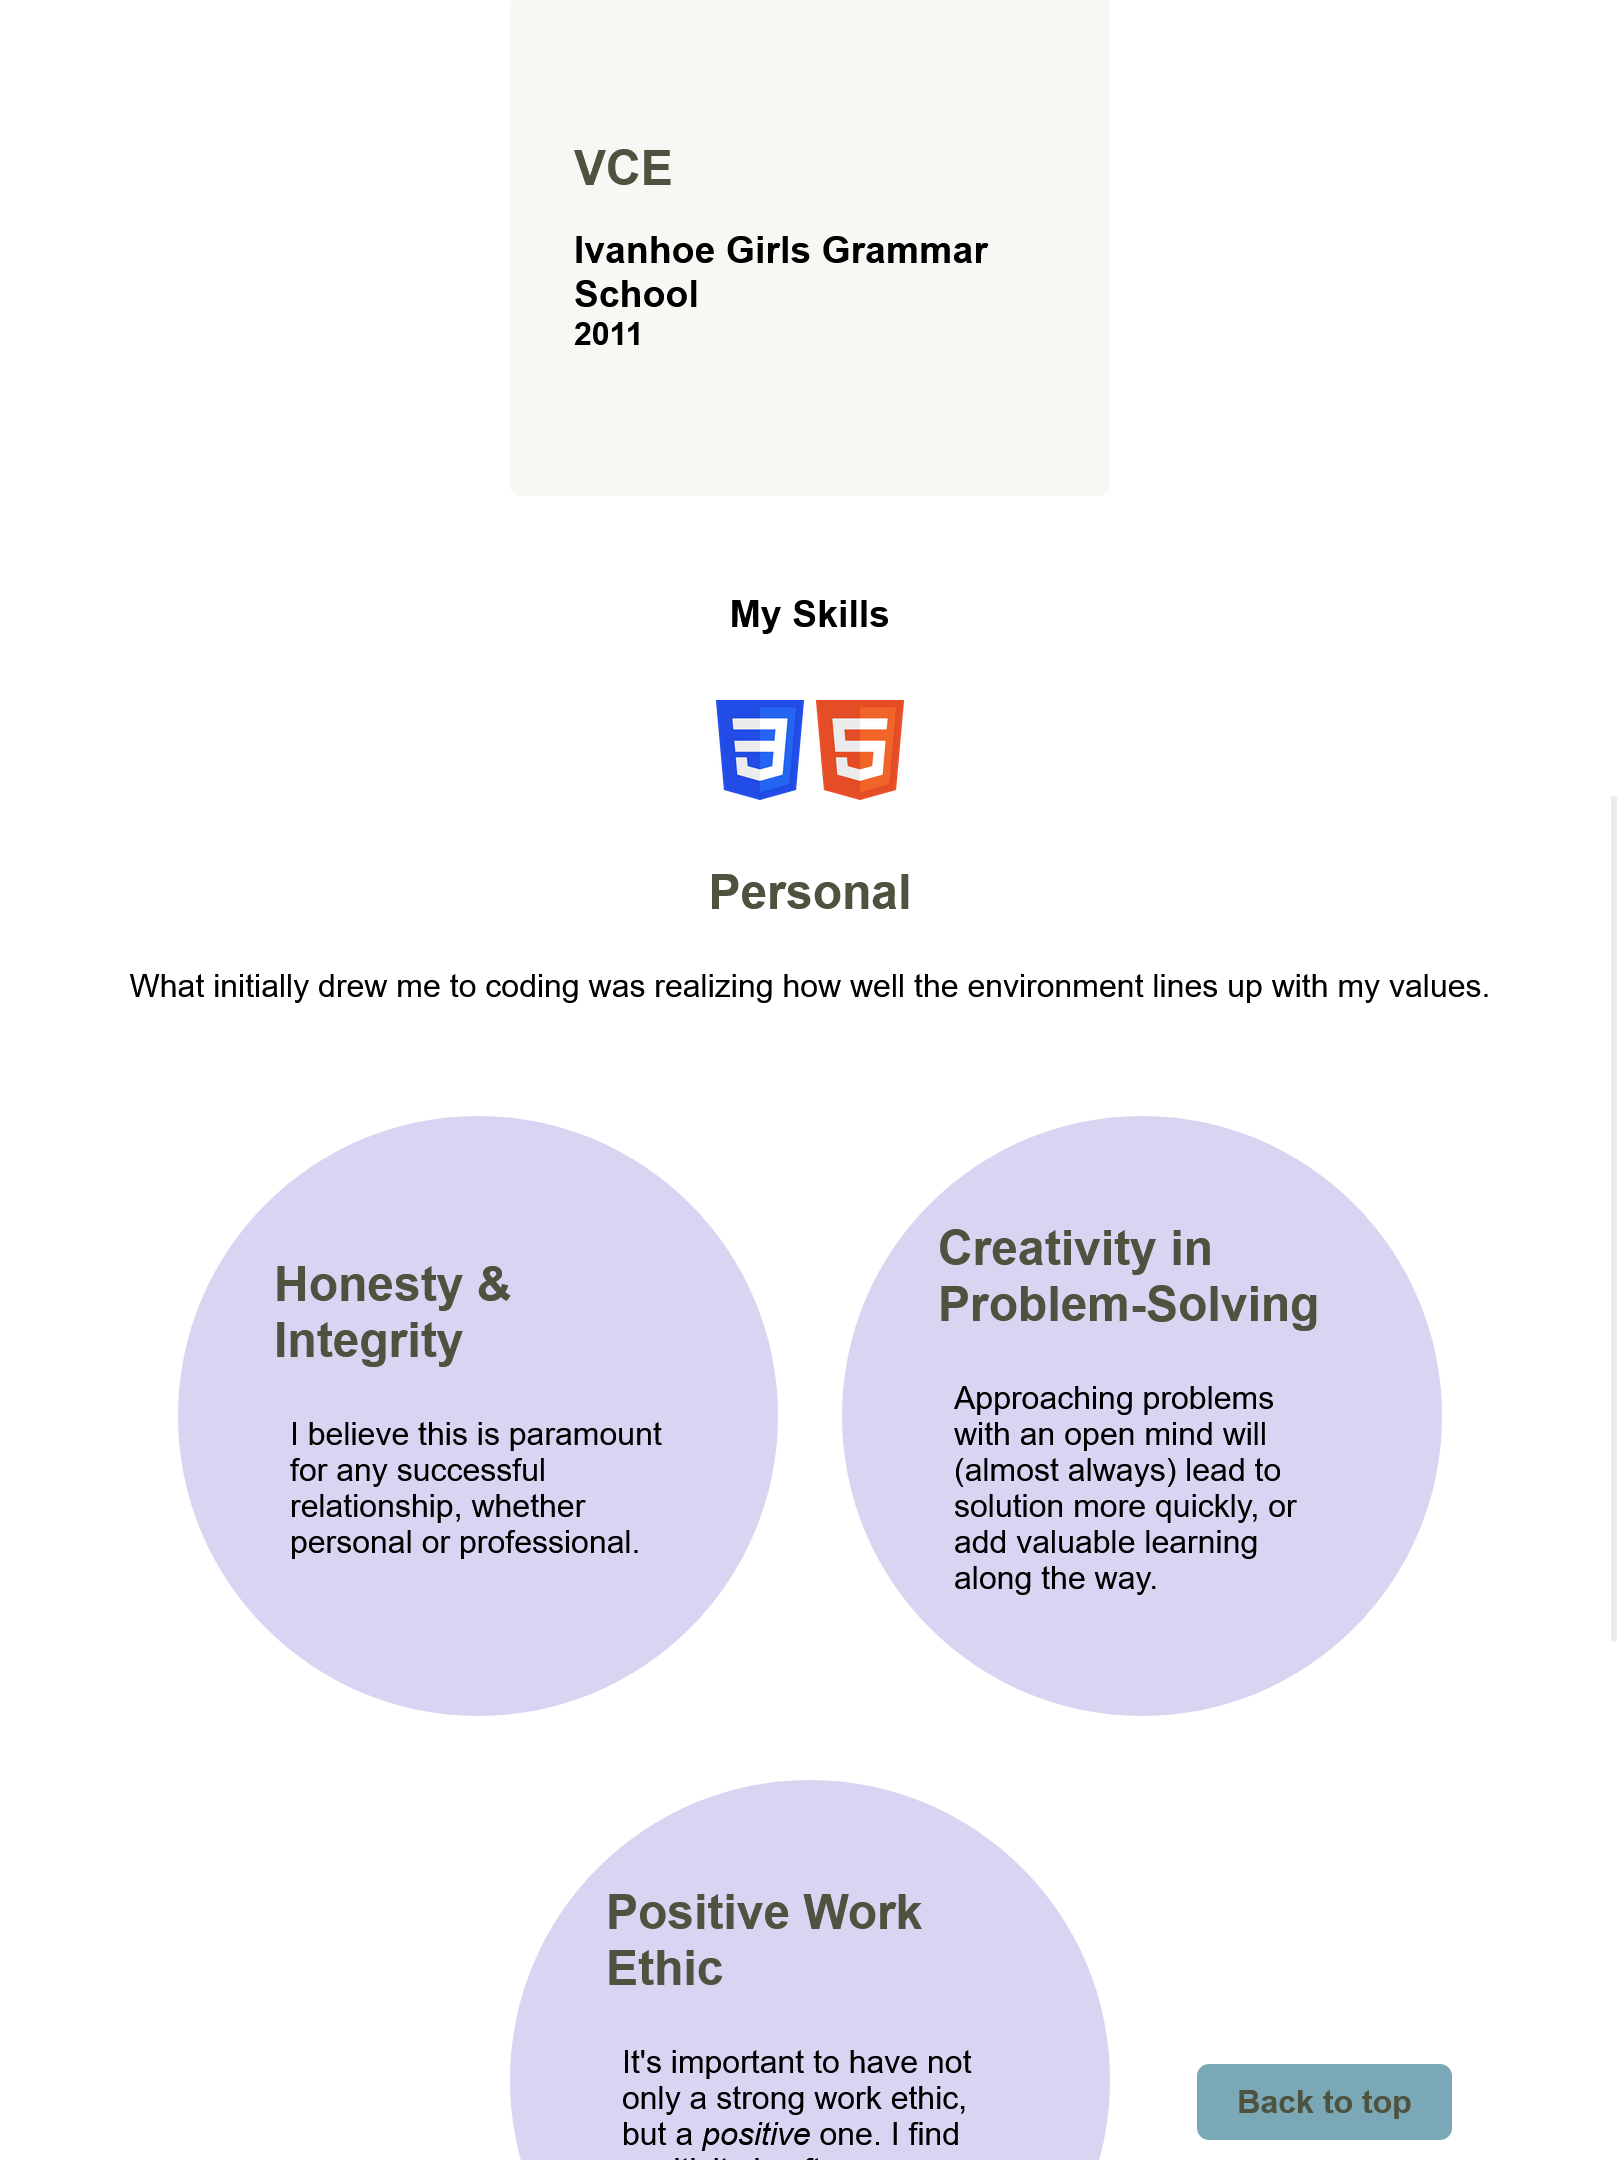 VCE
Ivanhoe Girls Grammar
School
2011
My Skills
Personal
What initially drew me to coding was realizing how well the environment lines up with my values.
Honesty &
Integrity
I believe this is paramount
for any successful
relationship, whether
personal or professional.
Creativity in
Problem-Solving
Approaching problems
with an open mind will
(almost always) lead to
solution more quickly, or
add valuable learning
along the way.
Positive Work
Ethic
It's important to have not
only a strong work ethic,
but a positive one. I find
Back to top